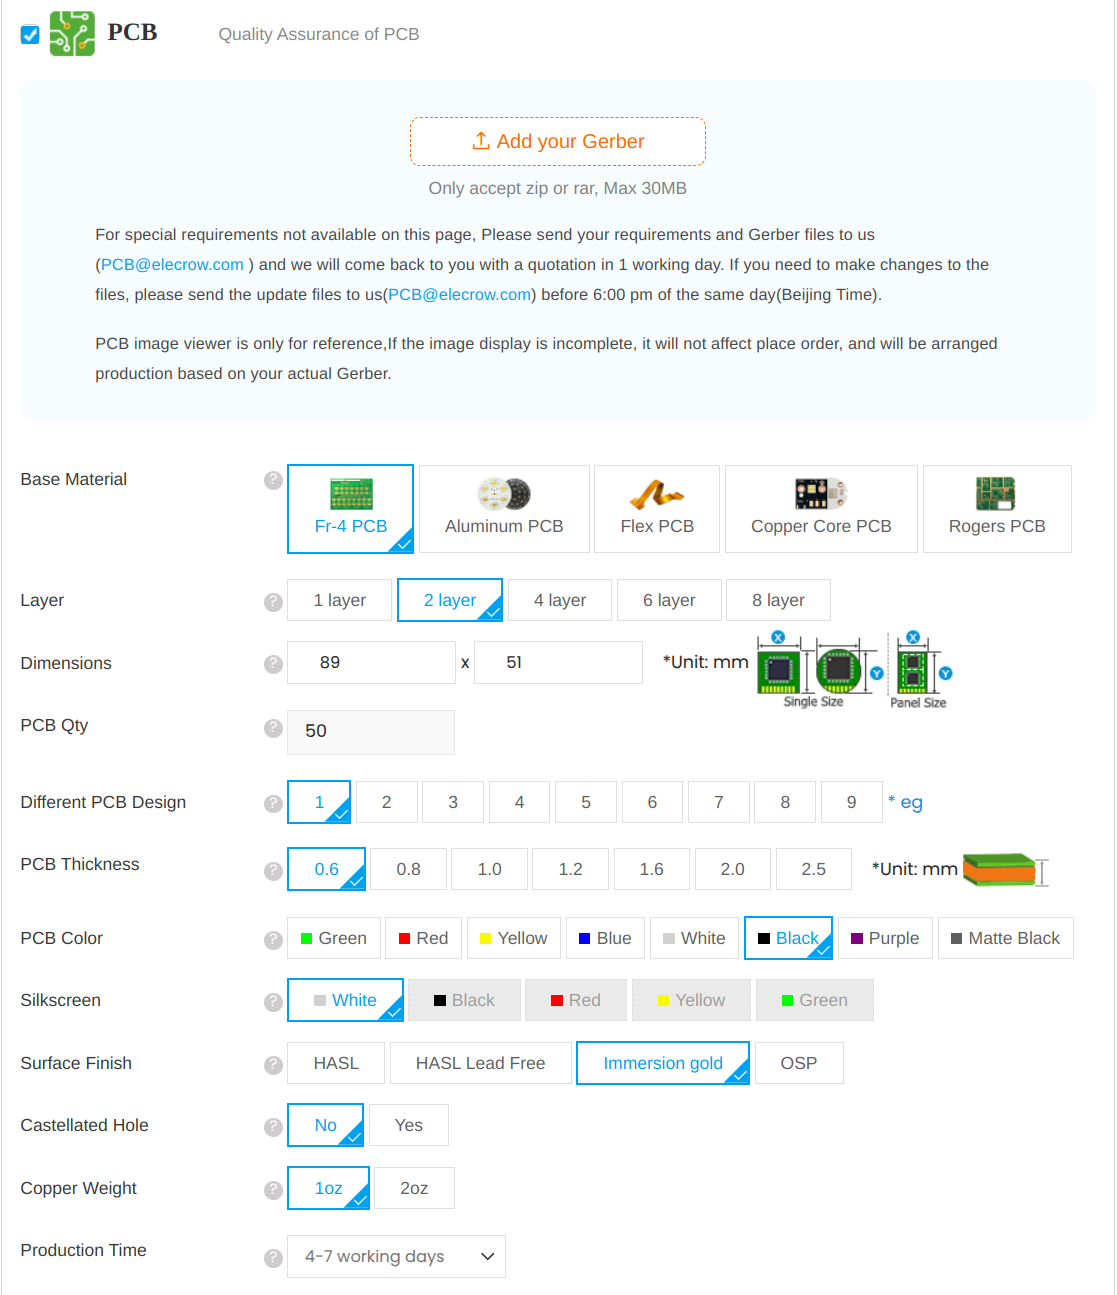 PCB Quality Assurance of PCB
Add your Gerber
Only accept zip or rar, Max 30MB
For special requirements not available on this page, Please send your requirements and Gerber files to us
(PCB@elecrow.com ) and we will come back to you with a quotation in 1 working day. If you need to make changes to the
files, please send the update files to us(PCB@elecrow.com) before 6:00 pm of the same day(Beijing Time).
PCB image viewer is only for reference,If the image display is incomplete, it will not affect place order, and will be arranged
production based on your actual Gerber.
Base Material ? Fr-4 PCB Aluminum PCB Flex PCB Copper Core PCB Rogers PCB
Layer ? 1 layer 2 layer 4 layer 6 layer 8 layer
Dimensions ? 89 x 51 *Unit: mm X Y Single Size X Y Panel Size
PCB Qty ? 50
Different PCB Design ? 1 2 3 4 5 6 7 8 9 * eg
PCB Thickness ? 0.6 0.8 1.0 1.2 1.6 2.0 2.5 *Unit: mm
PCB Color ? Green Red Yellow Blue White Black Purple Matte Black
Silkscreen ? White Black Red Yellow Green
Surface Finish ? HASL HASL Lead Free Immersion gold OSP
Castellated Hole ? No Yes
Copper Weight ? 1oz 2oz
Production Time ? 4-7 working days